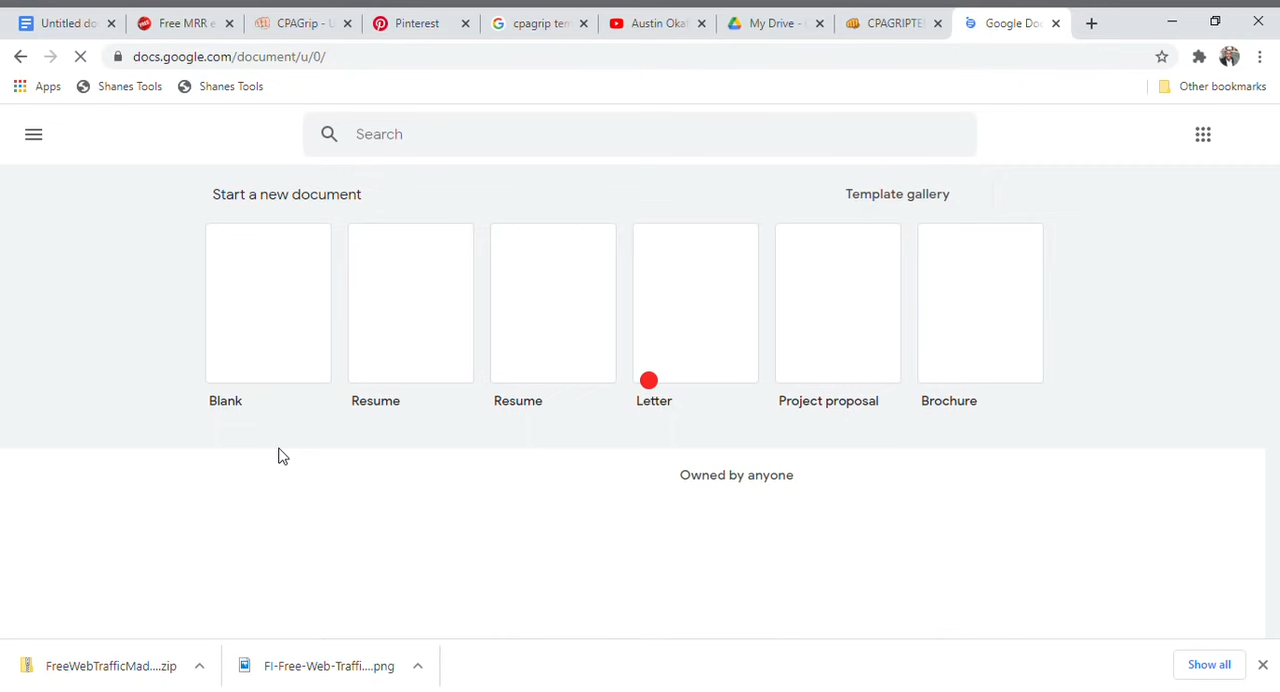 Untitled do
Free MRR e
CPAGrip - U
Pinterest
cpagrip tem
Austin Oka
My Drive -
CPAGRIPTE
Google Doc
docs.google.com/document/u/0/
Apps
Shanes Tools
Shanes Tools
Other bookmarks
Search
Start a new document
Template gallery
Blank
Resume
Resume
Letter
Project proposal
Brochure
Owned by anyone
FreeWebTrafficMad....zip
FI-Free-Web-Traffi....png
Show all